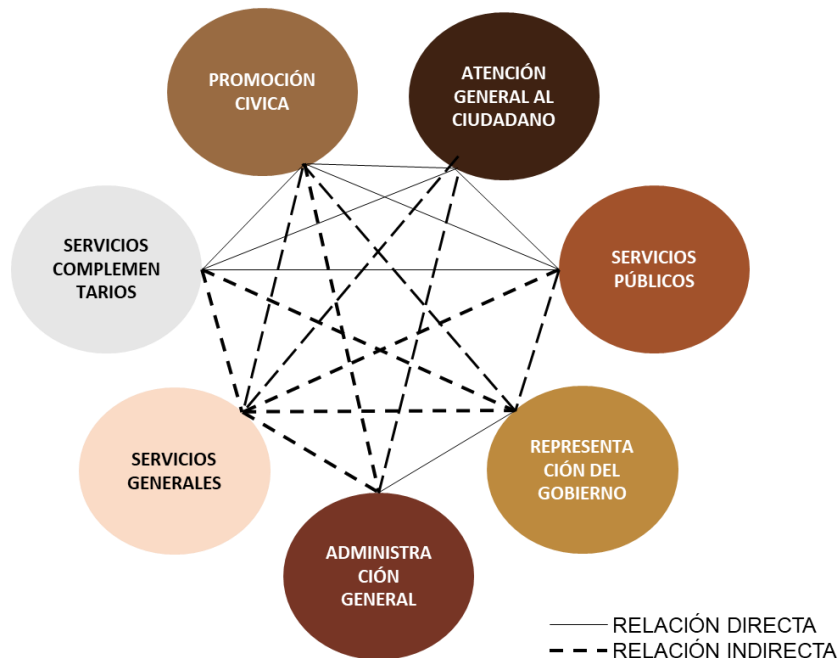 PROMOCIÓN
CIVICA
ATENCIÓN
GENERAL AL
CIUDADANO
SERVICIOS
COMPLEMEN
TARIOS
SERVICIOS
PÚBLICOS
SERVICIOS
GENERALES
REPRESENTA
CIÓN DEL
GOBIERNO
ADMINISTRA
CIÓN
GENERAL
RELACIÓN DIRECTA
RELACIÓN INDIRECTA